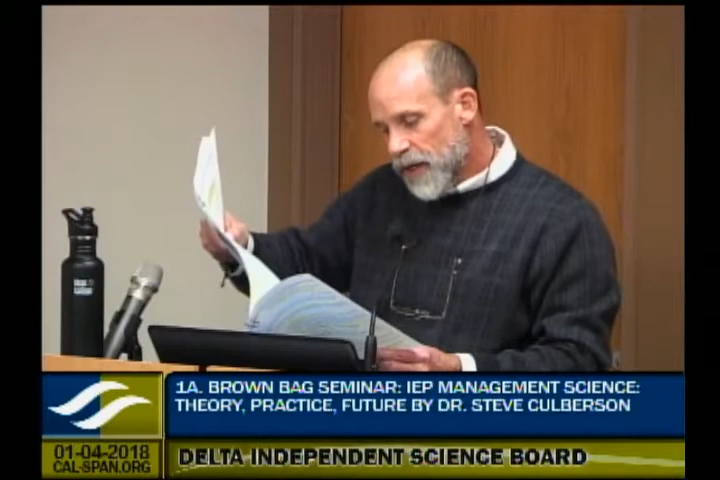 1A. BROWN BAG SEMINAR: IEP MANAGEMENT SCIENCE:
THEORY, PRACTICE, FUTURE BY DR. STEVE CULBERSON
01-04-2018
CAL-SPAN.ORG
DELTA INDEPENDENT SCIENCE BOARD